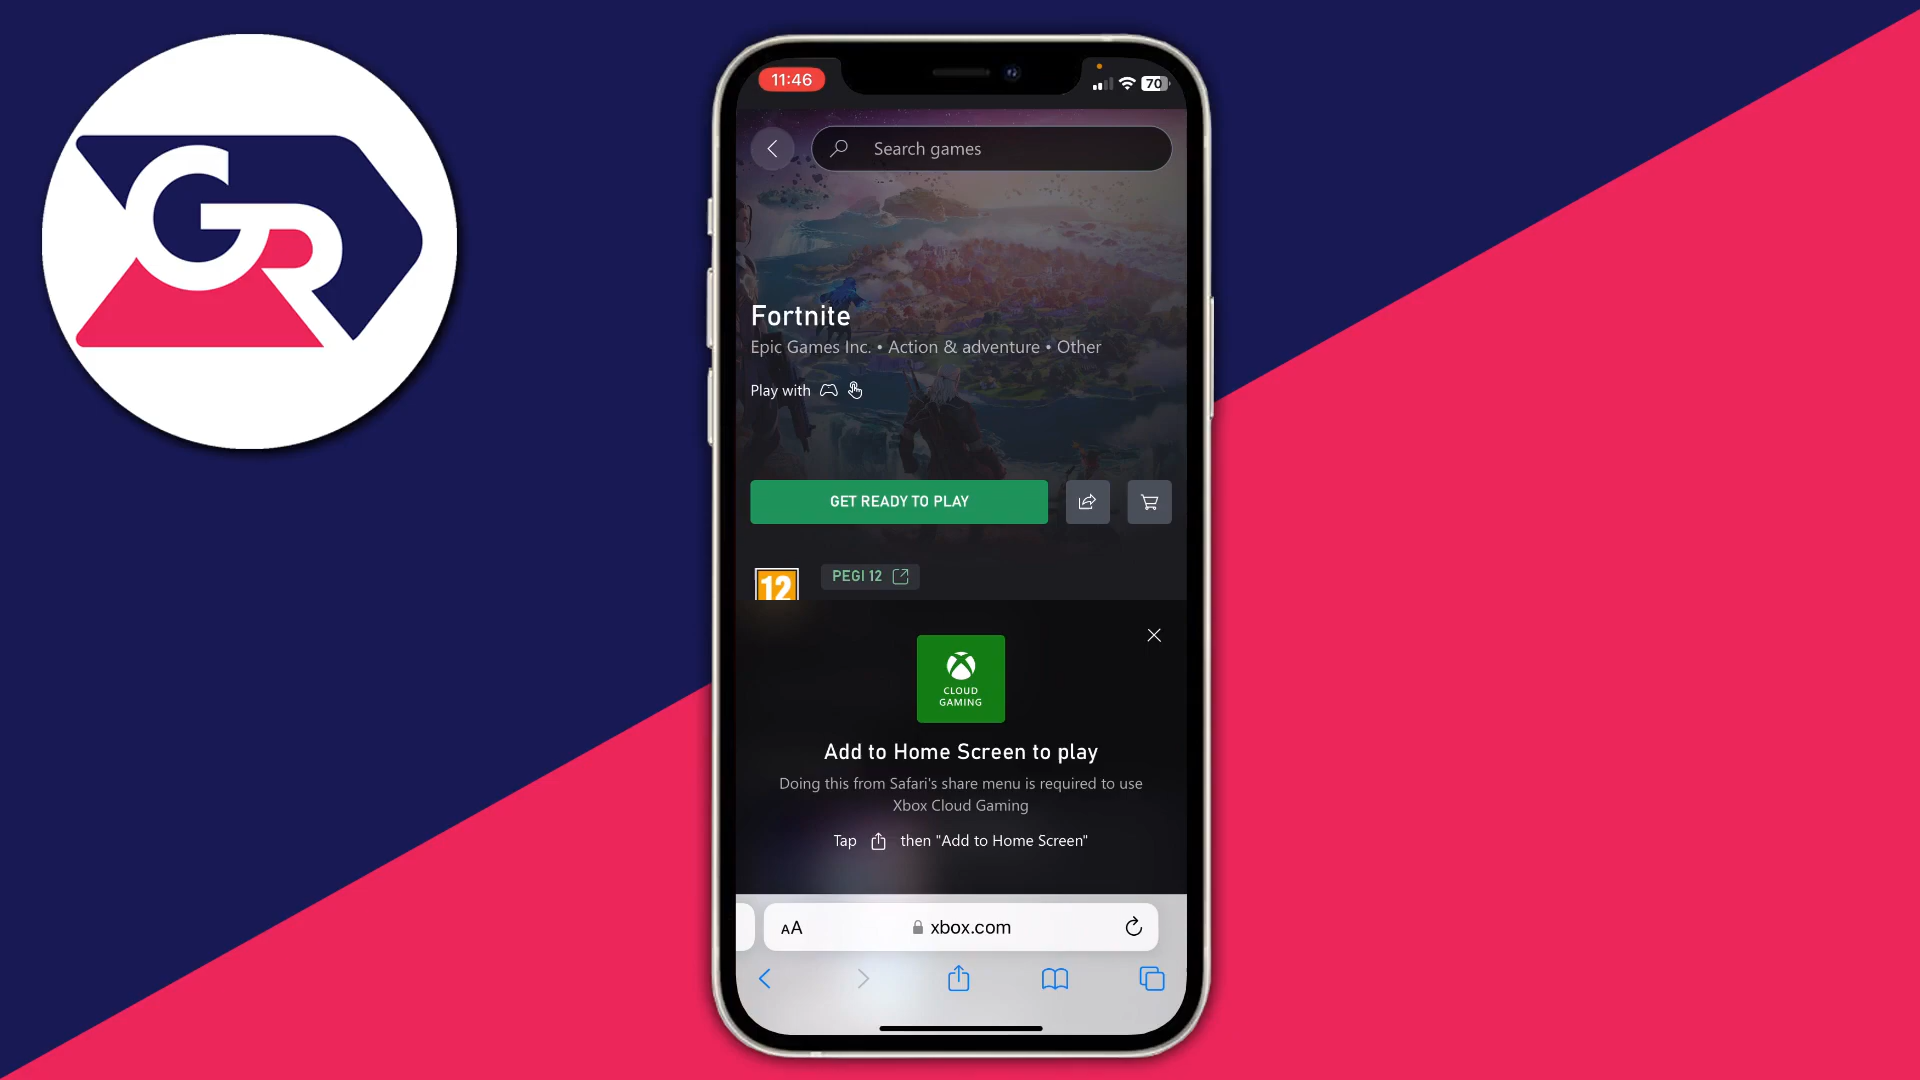 GR
11:46
70
Search games
Fortnite
Epic Games Inc. • Action & adventure • Other
Play with
GET READY TO PLAY
12
PEGI 12
CLOUD
GAMING
Add to Home Screen to play
Doing this from Safari's share menu is required to use
Xbox Cloud Gaming
Tap then "Add to Home Screen"
AA
xbox.com